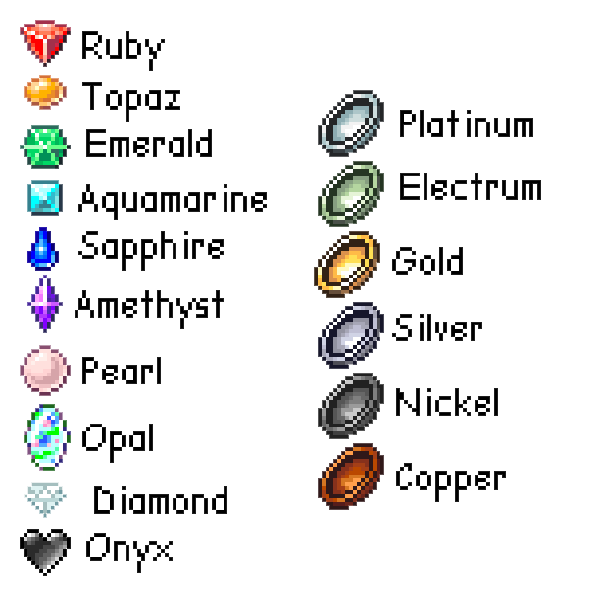 Ruby
Topaz
Emerald
Aquamarine
Sapphire
Amethyst
Pearl
Opal
Diamond
Onyx
Platinum
Electrum
Gold
Silver
Nickel
Copper